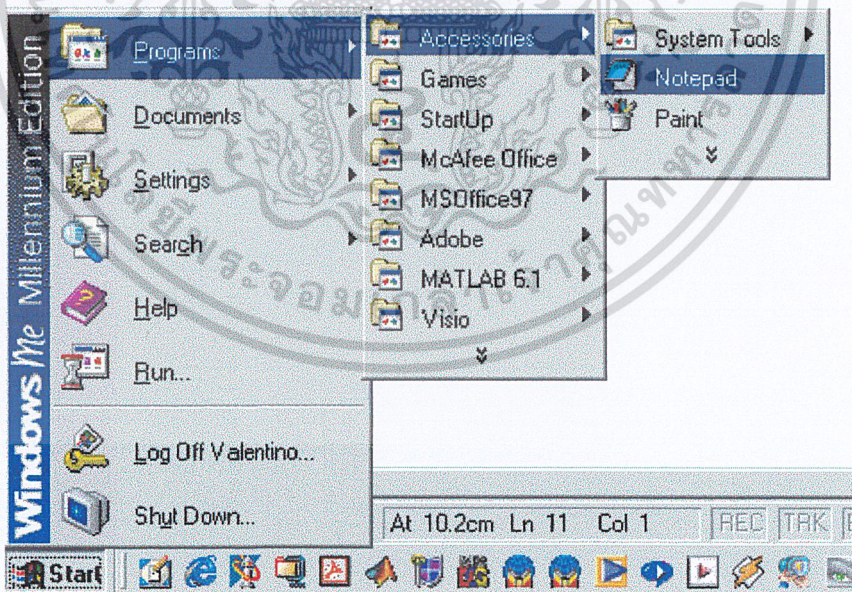 Windows Me Millennium Edition
Programs
Documents
Settings
Search
Help
Run...
Log Off Valentino...
Shut Down...
Accessories
Games
StartUp
McAfee Office
MSOffice97
Adobe
MATLAB 6.1
Visio
System Tools
Notepad
Paint
At 10.2cm Ln 11 Col 1 REC TRK
Start